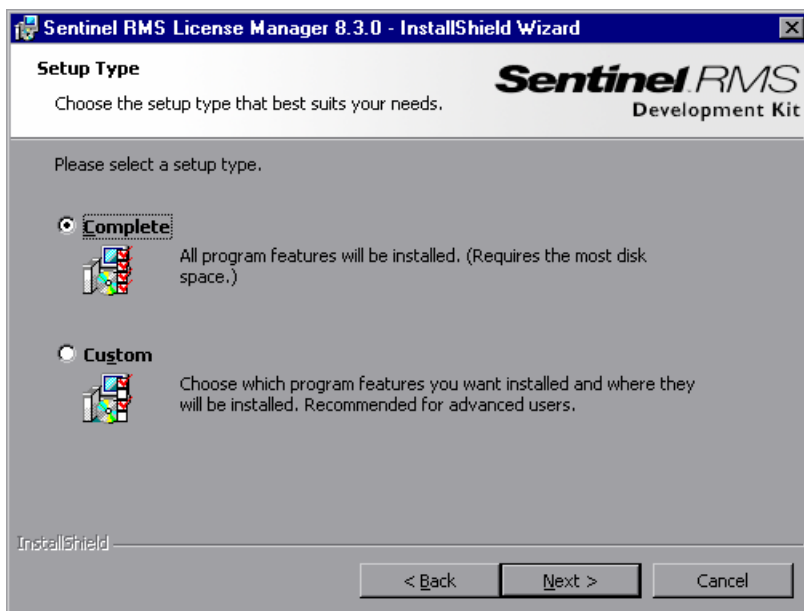 Sentinel RMS License Manager 8.3.0 - InstallShield Wizard
Setup Type
Choose the setup type that best suits your needs.
Sentinel RMS
Development Kit
Please select a setup type.
Complete
All program features will be installed. (Requires the most disk
space.)
Custom
Choose which program features you want installed and where they
will be installed. Recommended for advanced users.
InstallShield
< Back
Next >
Cancel